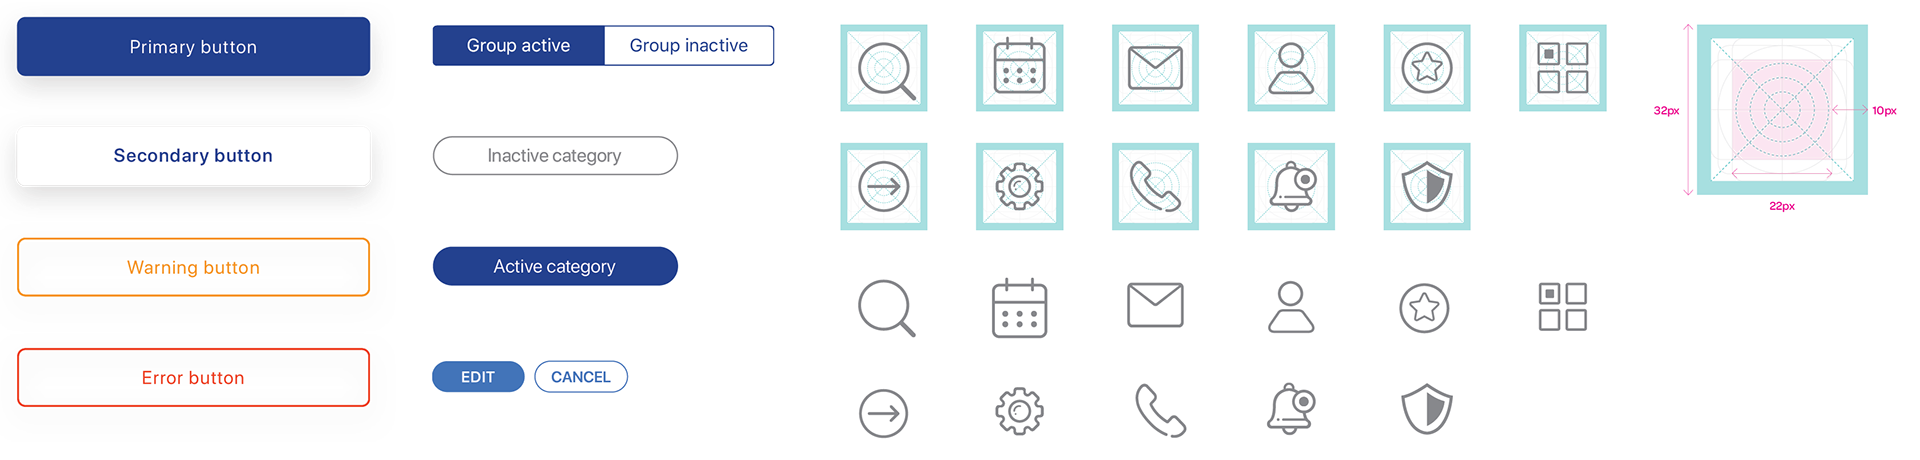 Primary button
Secondary button
Warning button
Error button
Group active
Group inactive
Inactive category
Active category
EDIT
CANCEL
32px
10px
22px